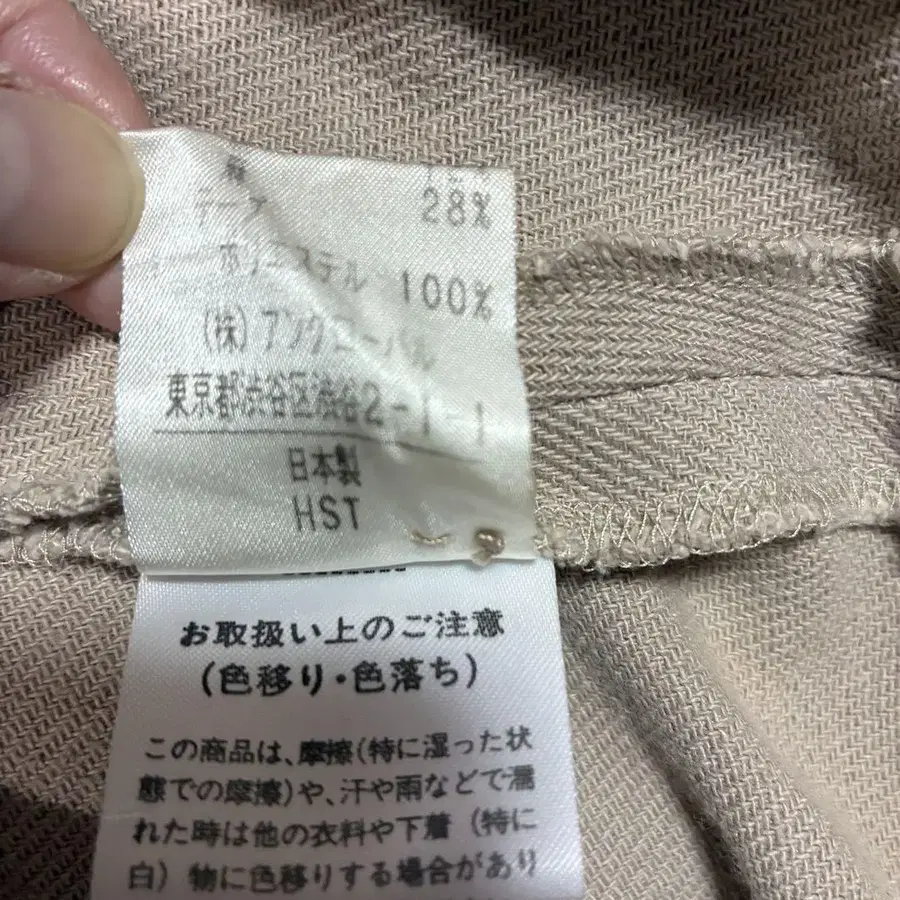 28%
テープ
ポリエステル 100%
(株) アングローバル
東京都渋谷区渋谷2-1-1
日本製
HST
お取扱い上のご注意
(色移り・色落ち)
この商品は、摩擦(特に湿った状
態での摩擦)や、汗や雨などで濡
れた時は他の衣料や下着 (特に
白) 物に色移りする場合があり